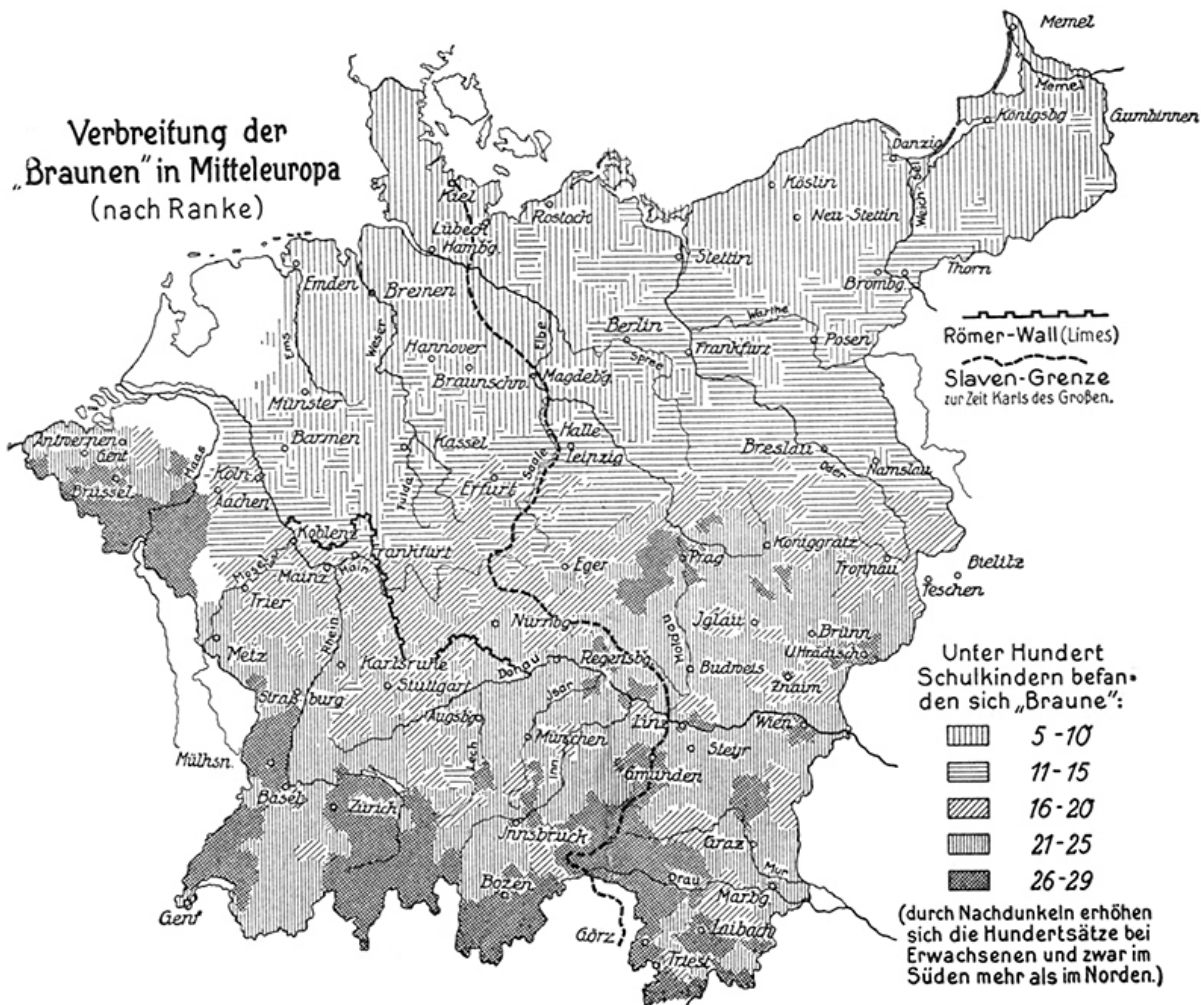 Verbreitung der
„Braunen" in Mitteleuropa
(nach Ranke)
Memel
Memel
Königsbg
Gumbinnen
Danzig
Weichsel
Kiel
Köslin
Rostock
Neu-Stettin
Lübeck
Hambg.
Stettin
Thorn
Brombg.
Emden
Bremen
Ems
Weser
Elbe
Berlin
Warthe
Spree
Posen
Frankfurt
Hannover
Braunschw.
Magdebg.
Münster
Römer-Wall (Limes)
Slaven-Grenze
zur Zeit Karls des Großen.
Antwerpen
Gent
Brüssel
Maas
Barmen
Kassel
Halle
Leipzig
Saale
Breslau
Oder
Namslau
Köln
Aachen
Fulda
Erfurt
Koblenz
Frankfurt
Mosel
Mainz
Main
Eger
Prag
Königgrätz
Troppau
Bielitz
Teschen
Trier
Rhein
Nürnbg
Moldau
Iglau
Brünn
U.Hradisch
Metz
Karlsruhe
Donau
Regensbg.
Budweis
Znaim
Straßburg
Stuttgart
Isar
Augsbg
Linz
Wien
Lech
München
Inn
Steyr
Mülhsn.
Gmunden
Basel
Zürich
Innsbruck
Graz
Mur
Genf
Bozen
Drau
Marbg.
Görz
Laibach
Triest
Unter Hundert
Schulkindern befan-
den sich „Braune":
5-10
11-15
16-20
21-25
26-29
(durch Nachdunkeln erhöhen
sich die Hundertsätze bei
Erwachsenen und zwar im
Süden mehr als im Norden.)